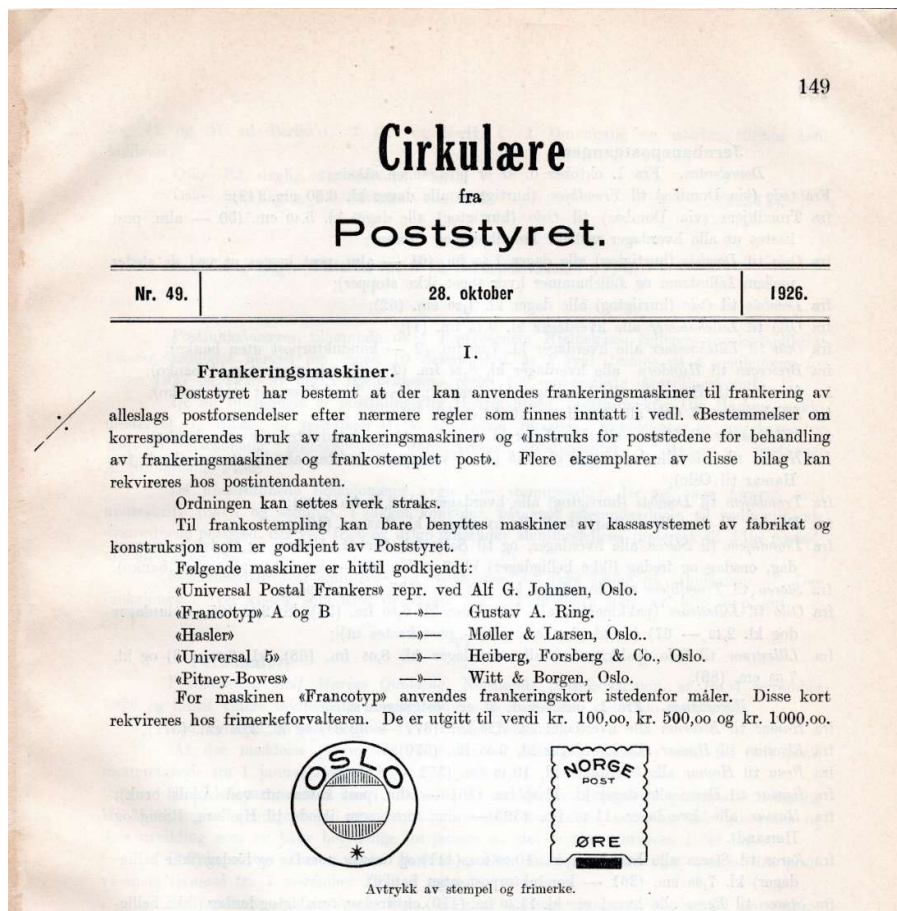 149
Cirkulære
fra
Poststyret.
Nr. 49. 28. oktober 1926.
I.
Frankeringsmaskiner.
Poststyret har bestemt at der kan anvendes frankeringsmaskiner til frankering av
alleslags postforsendelser efter nærmere regler som finnes inntatt i vedl. «Bestemmelser om
korresponderendes bruk av frankeringsmaskiner» og «Instruks for poststedene for behandling
av frankeringsmaskiner og frankostemplet post». Flere eksemplarer av disse bilag kan
rekvireres hos postintendanten.
Ordningen kan settes iverk straks.
Til frankostempling kan bare benyttes maskiner av kassasystemet av fabrikat og
konstruksjon som er godkjent av Poststyret.
Følgende maskiner er hittil godkjendt:
«Universal Postal Frankers» repr. ved Alf G. Johnsen, Oslo.
«Francotyp» A og B —»— Gustav A. Ring.
«Hasler» —»— Møller & Larsen, Oslo..
«Universal 5» —»— Heiberg, Forsberg & Co., Oslo.
«Pitney-Bowes» —»— Witt & Borgen, Oslo.
For maskinen «Francotyp» anvendes frankeringskort istedenfor måler. Disse kort
rekvireres hos frimerkeforvalteren. De er utgitt til verdi kr. 100,00, kr. 500,00 og kr. 1000,00.
OSLO
NORGE
POST
ØRE
Avtrykk av stempel og frimerke.